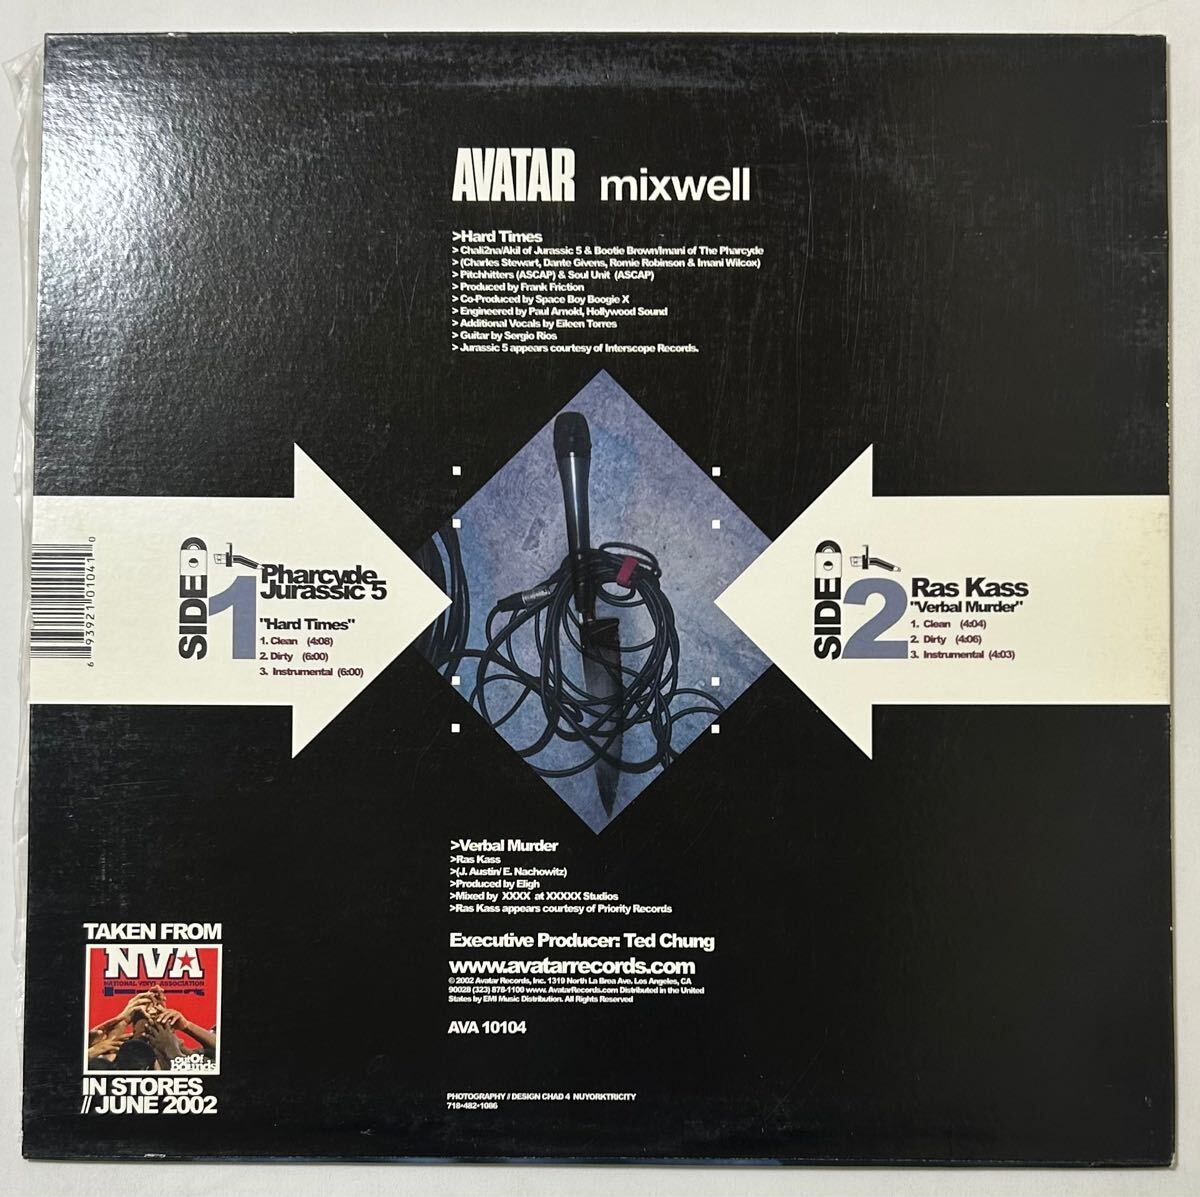 AVATAR mixwell
>Hard Times
> Chali2na/Akil of Jurassic 5 & Bootie Brown/Imani of The Pharcyde
> (Charles Stewart, Dante Givens, Romie Robinson & Imani Wilcox)
> Pitchhitters (ASCAP) & Soul Unit (ASCAP)
> Produced by Frank Friction
> Co-Produced by Space Boy Boogie X
> Engineered by Paul Arnold, Hollywood Sound
> Additional Vocals by Eileen Torres
> Guitar by Sergio Rios
> Jurassic 5 appears courtesy of Interscope Records.
6 93921 01041 0
SIDE 1
Pharcyde
Jurassic 5
"Hard Times"
1. Clean (4:08)
2. Dirty (6:00)
3. Instrumental (6:00)
SIDE 2
Ras Kass
"Verbal Murder"
1. Clean (4:04)
2. Dirty (4:06)
3. Instrumental (4:03)
>Verbal Murder
>Ras Kass
>(J. Austin/ E. Nachowitz)
>Produced by Eligh
>Mixed by XXXX at XXXXX Studios
>Ras Kass appears courtesy of Priority Records
Executive Producer: Ted Chung
www.avatarrecords.com
© 2002 Avatar Records, Inc. 1319 North La Brea Ave. Los Angeles, CA
90028 (323) 878-1100 www. AvatarRecords.com Distributed in the United
States by EMI Music Distribution. All Rights Reserved
AVA 10104
TAKEN FROM
NVA
NATIONAL VINYL ASSOCIATION
outOf
bounds
IN STORES
// JUNE 2002
PHOTOGRAPHY // DESIGN CHAD 4 NUYORKTRICITY
718•482•1086